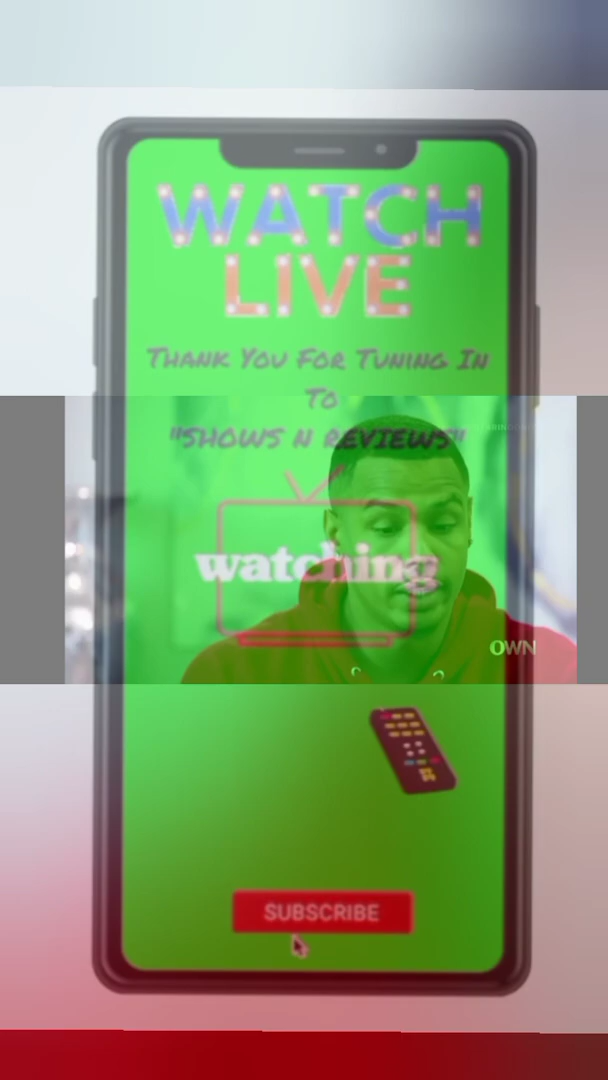 WATCH
LIVE
THANK YOU FOR TUNING IN
TO
"SHOWS N REVIEWS"
watching
OWN
SUBSCRIBE